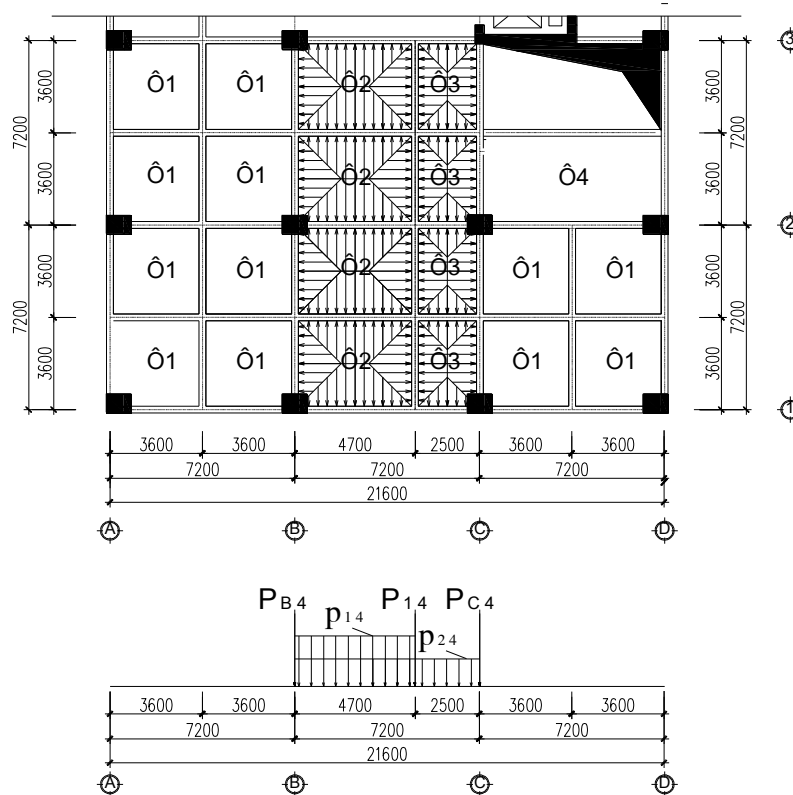 3
Ô1 Ô1 Ô2 Ô3
3600 3600
7200 7200
Ô1 Ô1 Ô2 Ô3 Ô4
3600 3600
2
Ô1 Ô1 Ô2 Ô3 Ô1 Ô1
3600 3600
7200 7200
Ô1 Ô1 Ô2 Ô3 Ô1 Ô1
3600 3600
1
3600 3600 4700 2500 3600 3600
7200 7200 7200
21600
A B C D
PB4 P14 PC4
p14
p24
3600 3600 4700 2500 3600 3600
7200 7200 7200
21600
A B C D